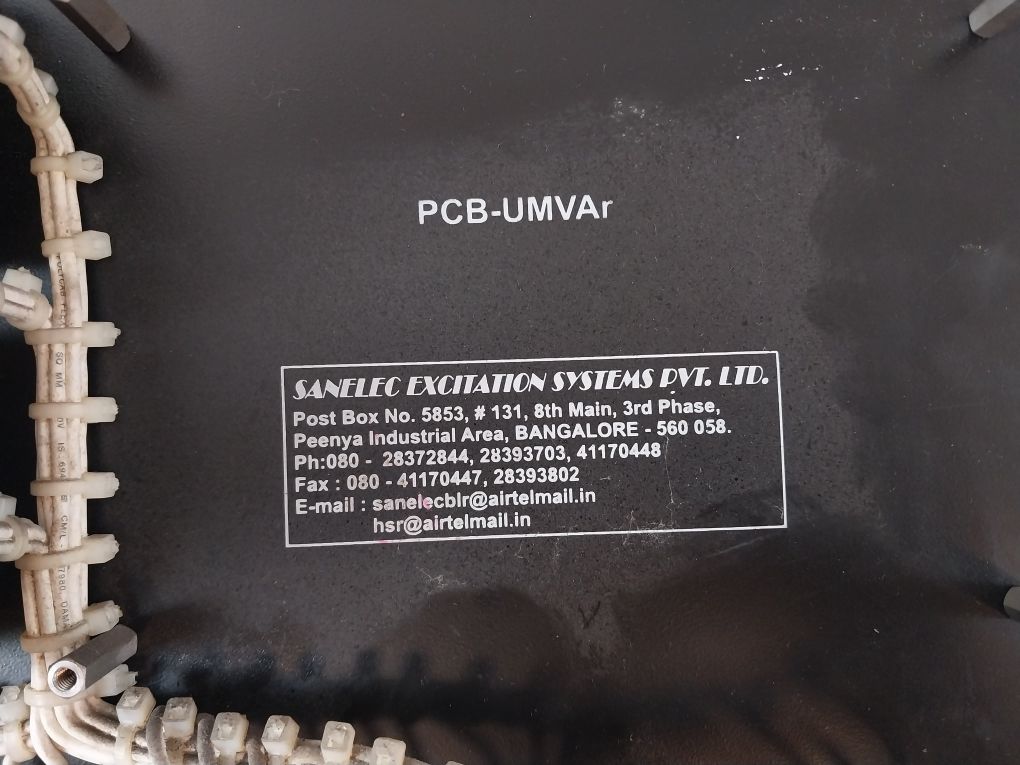 PCB-UMVAr
SANELEC EXCITATION SYSTEMS PVT. LTD.
Post Box No. 5853, # 131, 8th Main, 3rd Phase,
Peenya Industrial Area, BANGALORE - 560 058.
Ph:080 - 28372844, 28393703, 41170448
Fax : 080 - 41170447, 28393802
E-mail : sanelecblr@airtelmail.in
hsr@airtelmail.in
SQ MM